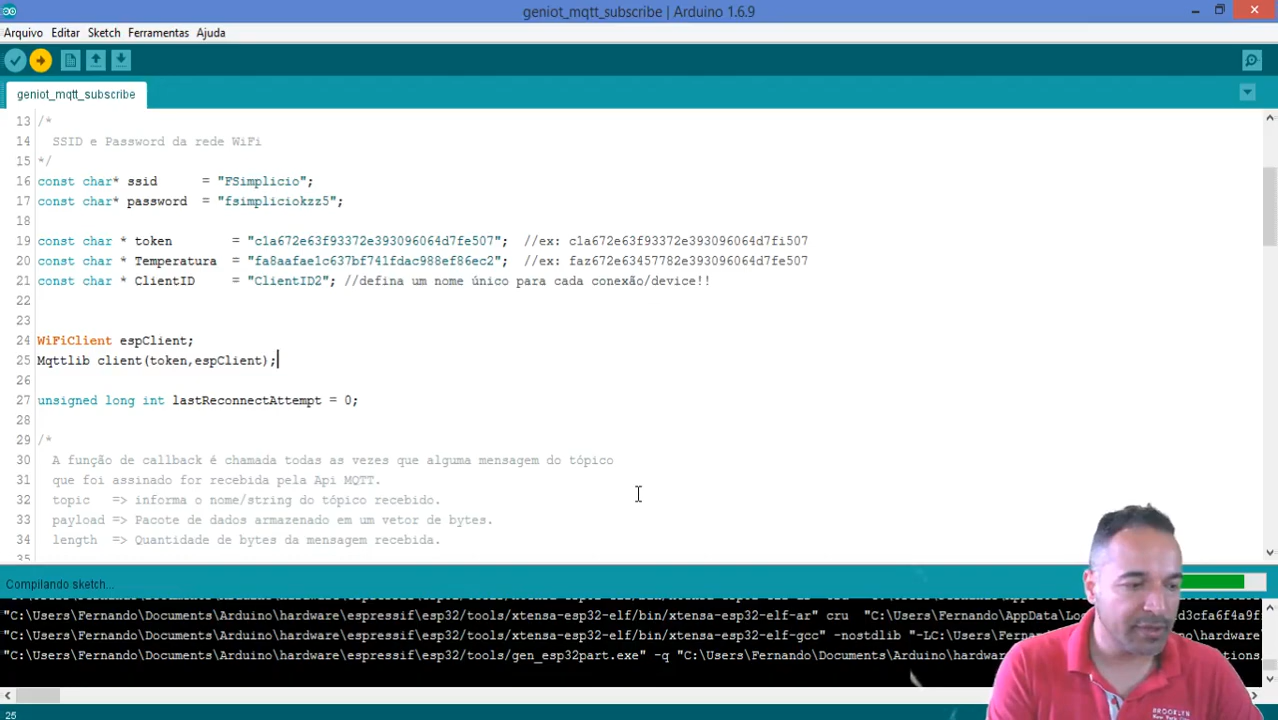 geniot_mqtt_subscribe | Arduino 1.6.9
Arquivo Editar Sketch Ferramentas Ajuda
geniot_mqtt_subscribe
13 /*
14 SSID e Password da rede WiFi
15 */
16 const char* ssid = "FSimplicio";
17 const char* password = "fsimpliciokzz5";
18
19 const char * token = "c1a672e63f93372e393096064d7fe507"; //ex: c1a672e63f93372e393096064d7fi507
20 const char * Temperatura = "fa8aafae1c637bf741fdac988ef86ec2"; //ex: faz672e63457782e393096064d7fe507
21 const char * ClientID = "ClientID2"; //defina um nome único para cada conexão/device!!
22
23
24 WiFiClient espClient;
25 Mqttlib client(token,espClient);
26
27 unsigned long int lastReconnectAttempt = 0;
28
29 /*
30 A função de callback é chamada todas as vezes que alguma mensagem do tópico
31 que foi assinado for recebida pela Api MQTT.
32 topic => informa o nome/string do tópico recebido.
33 payload => Pacote de dados armazenado em um vetor de bytes.
34 length => Quantidade de bytes da mensagem recebida.
35
Compilando sketch...
"C:\Users\Fernando\Documents\Arduino\hardware\espressif\esp32/tools/xtensa-esp32-elf/bin/xtensa-esp32-elf-ar" cru "C:\Users\Fernando\AppData\Lo d3cfa6f4a9f
"C:\Users\Fernando\Documents\Arduino\hardware\espressif\esp32/tools/xtensa-esp32-elf/bin/xtensa-esp32-elf-gcc" -nostdlib "-LC:\Users\Fern hardware
"C:\Users\Fernando\Documents\Arduino\hardware\espressif\esp32/tools/gen_esp32part.exe" -q "C:\Users\Fernando\Documents\Arduino\hardwar tions
25
BROOKLYN